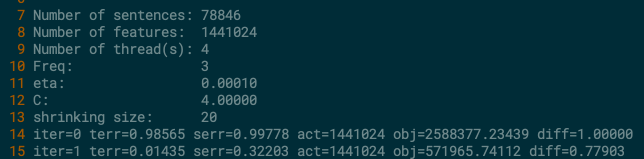 7 Number of sentences: 78846
8 Number of features:  1441024
9 Number of thread(s): 4
10 Freq:                3
11 eta:                 0.00010
12 C:                   4.00000
13 shrinking size:      20
14 iter=0 terr=0.98565 serr=0.99778 act=1441024 obj=2588377.23439 diff=1.00000
15 iter=1 terr=0.01435 serr=0.32203 act=1441024 obj=571965.74112 diff=0.77903